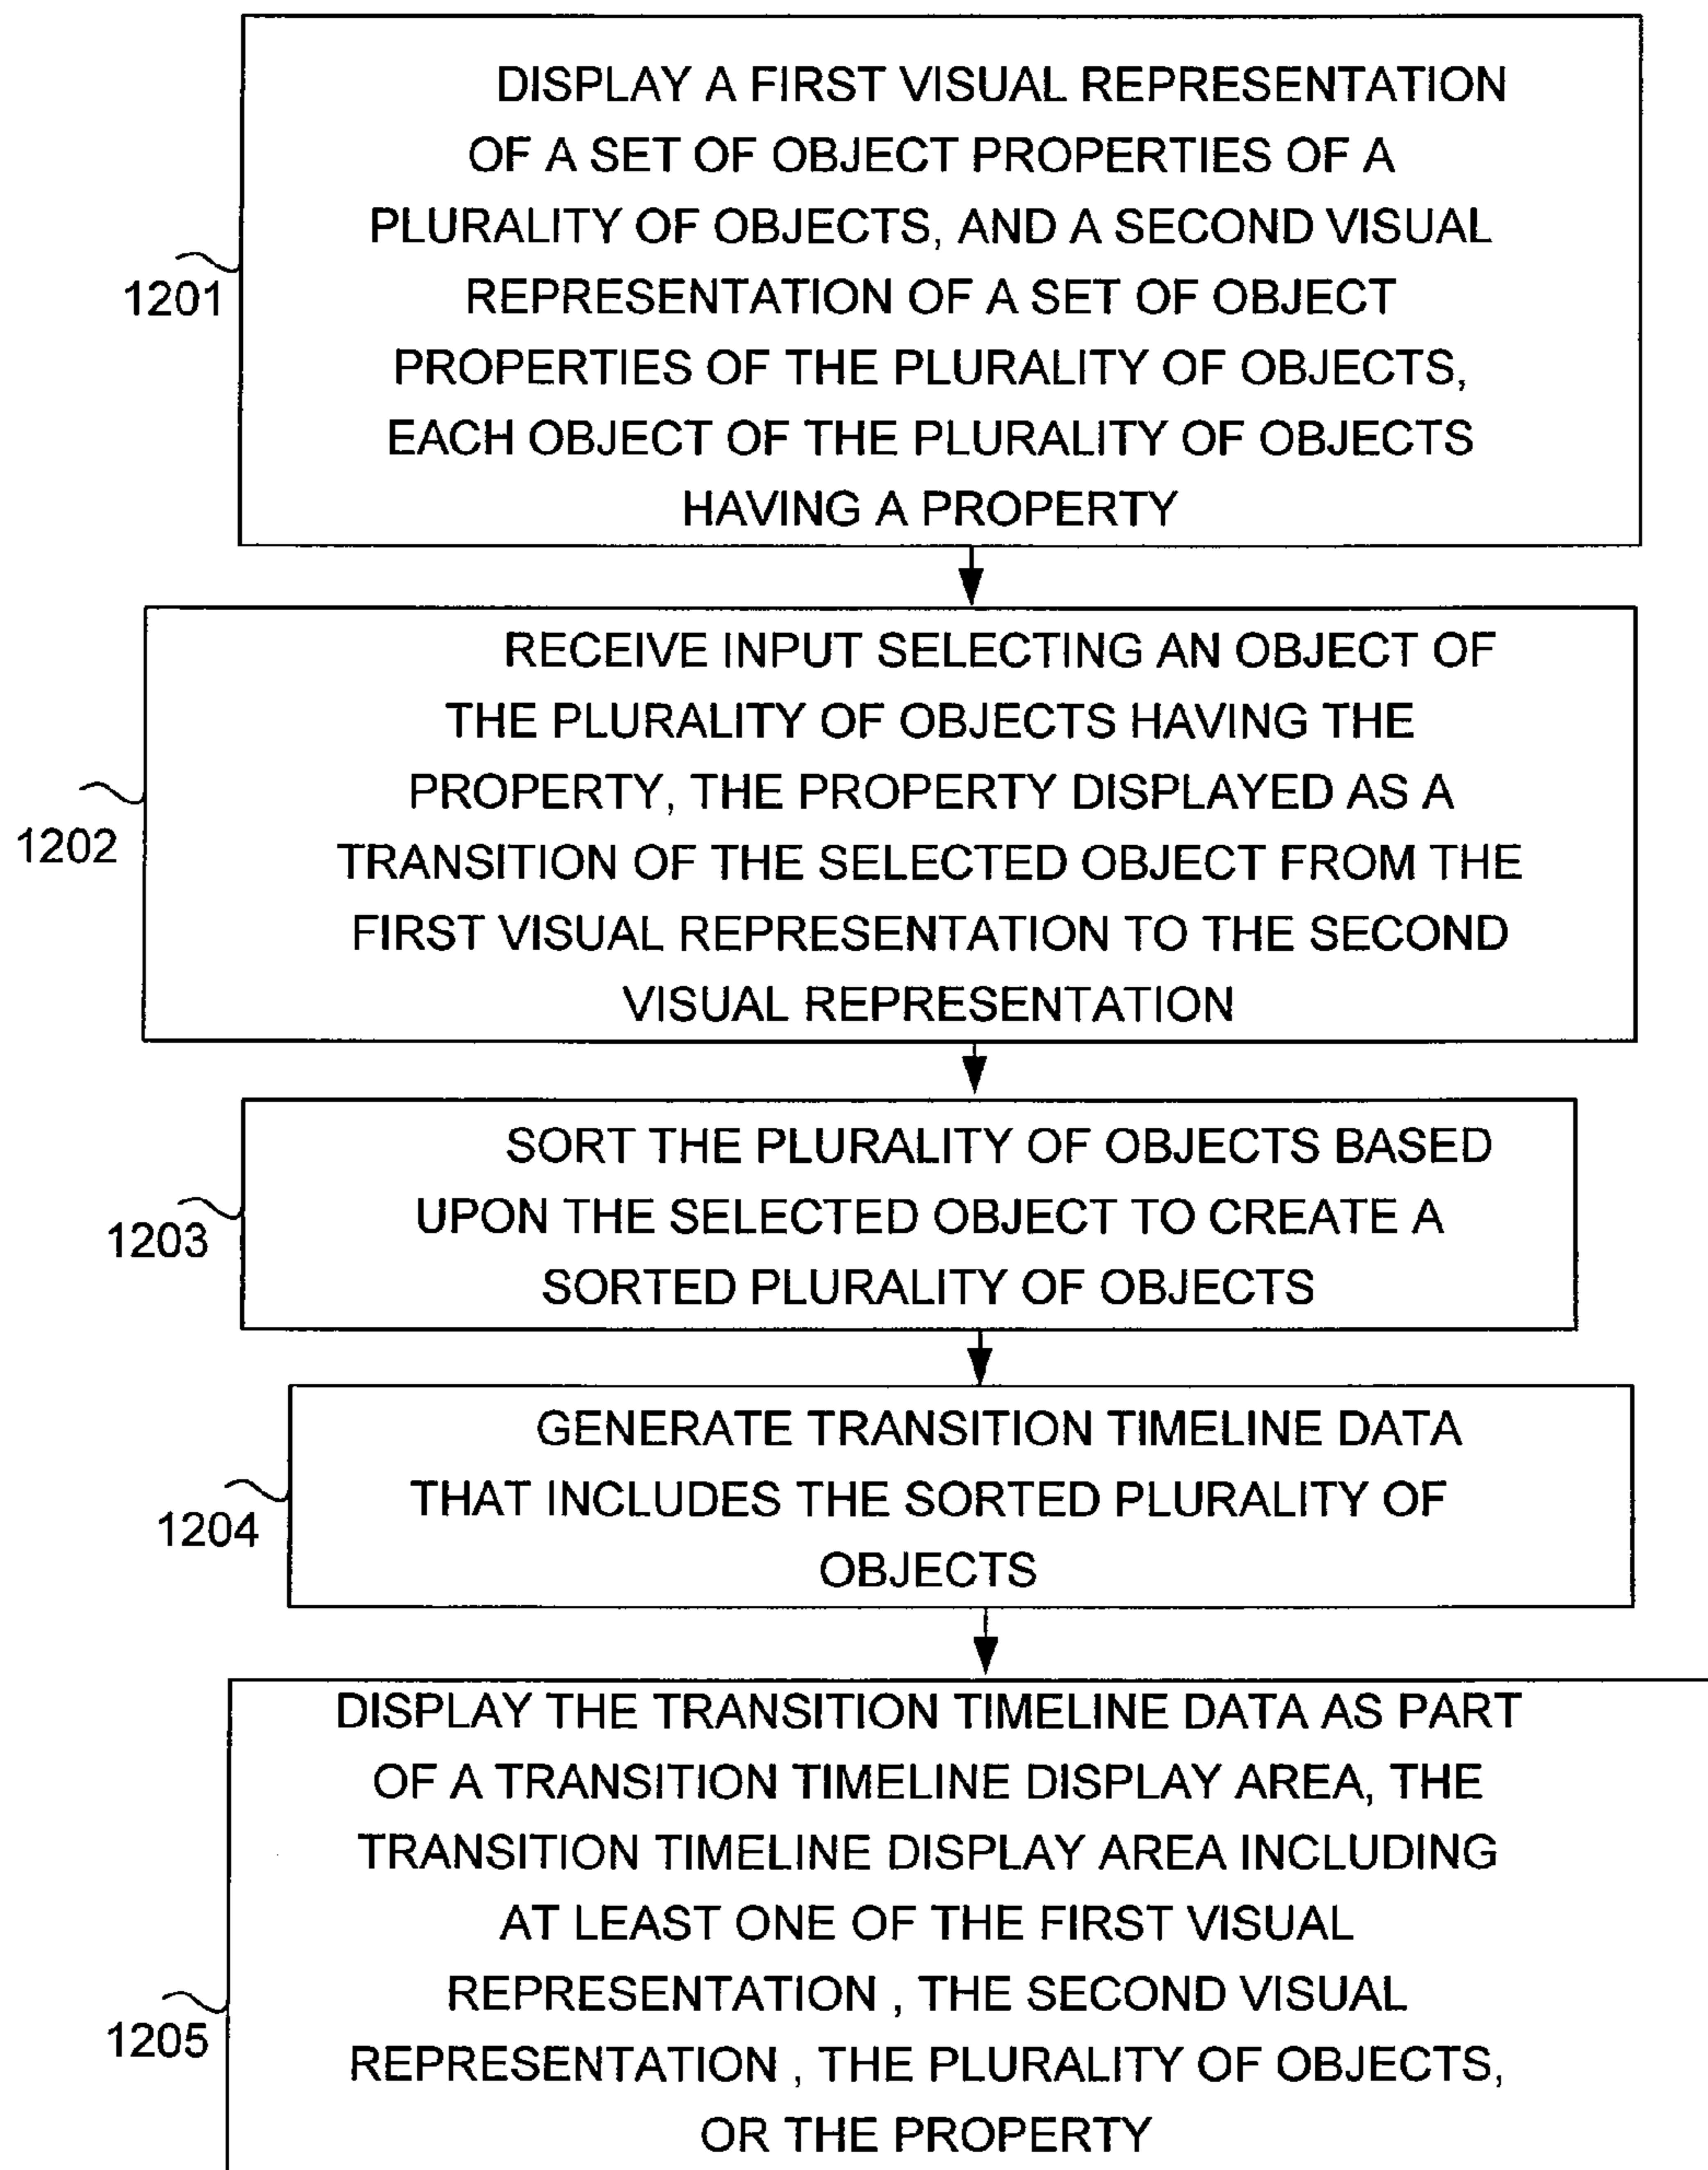 DISPLAY A FIRST VISUAL REPRESENTATION
OF A SET OF OBJECT PROPERTIES OF A
PLURALITY OF OBJECTS, AND A SECOND VISUAL
REPRESENTATION OF A SET OF OBJECT
PROPERTIES OF THE PLURALITY OF OBJECTS,
EACH OBJECT OF THE PLURALITY OF OBJECTS
HAVING A PROPERTY
1201
RECEIVE INPUT SELECTING AN OBJECT OF
THE PLURALITY OF OBJECTS HAVING THE
PROPERTY, THE PROPERTY DISPLAYED AS A
TRANSITION OF THE SELECTED OBJECT FROM THE
FIRST VISUAL REPRESENTATION TO THE SECOND
VISUAL REPRESENTATION
1202
SORT THE PLURALITY OF OBJECTS BASED
UPON THE SELECTED OBJECT TO CREATE A
SORTED PLURALITY OF OBJECTS
1203
GENERATE TRANSITION TIMELINE DATA
THAT INCLUDES THE SORTED PLURALITY OF
OBJECTS
1204
DISPLAY THE TRANSITION TIMELINE DATA AS PART
OF A TRANSITION TIMELINE DISPLAY AREA, THE
TRANSITION TIMELINE DISPLAY AREA INCLUDING
AT LEAST ONE OF THE FIRST VISUAL
REPRESENTATION , THE SECOND VISUAL
REPRESENTATION , THE PLURALITY OF OBJECTS,
OR THE PROPERTY
1205